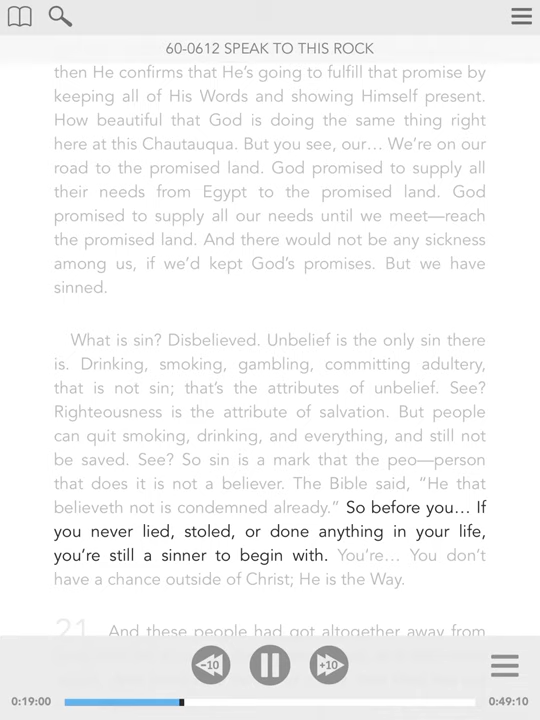 60-0612 SPEAK TO THIS ROCK
then He confirms that He's going to fulfill that promise by
keeping all of His Words and showing Himself present.
How beautiful that God is doing the same thing right
here at this Chautauqua. But you see, our… We're on our
road to the promised land. God promised to supply all
their needs from Egypt to the promised land. God
promised to supply all our needs until we meet—reach
the promised land. And there would not be any sickness
among us, if we'd kept God's promises. But we have
sinned.
What is sin? Disbelieved. Unbelief is the only sin there
is. Drinking, smoking, gambling, committing adultery,
that is not sin; that's the attributes of unbelief. See?
Righteousness is the attribute of salvation. But people
can quit smoking, drinking, and everything, and still not
be saved. See? So sin is a mark that the peo—person
that does it is not a believer. The Bible said, “He that
believeth not is condemned already.” So before you… If
you never lied, stoled, or done anything in your life,
you're still a sinner to begin with. You're… You don't
have a chance outside of Christ; He is the Way.
21 And these people had got altogether away from
-10 +10
0:19:00 0:49:10